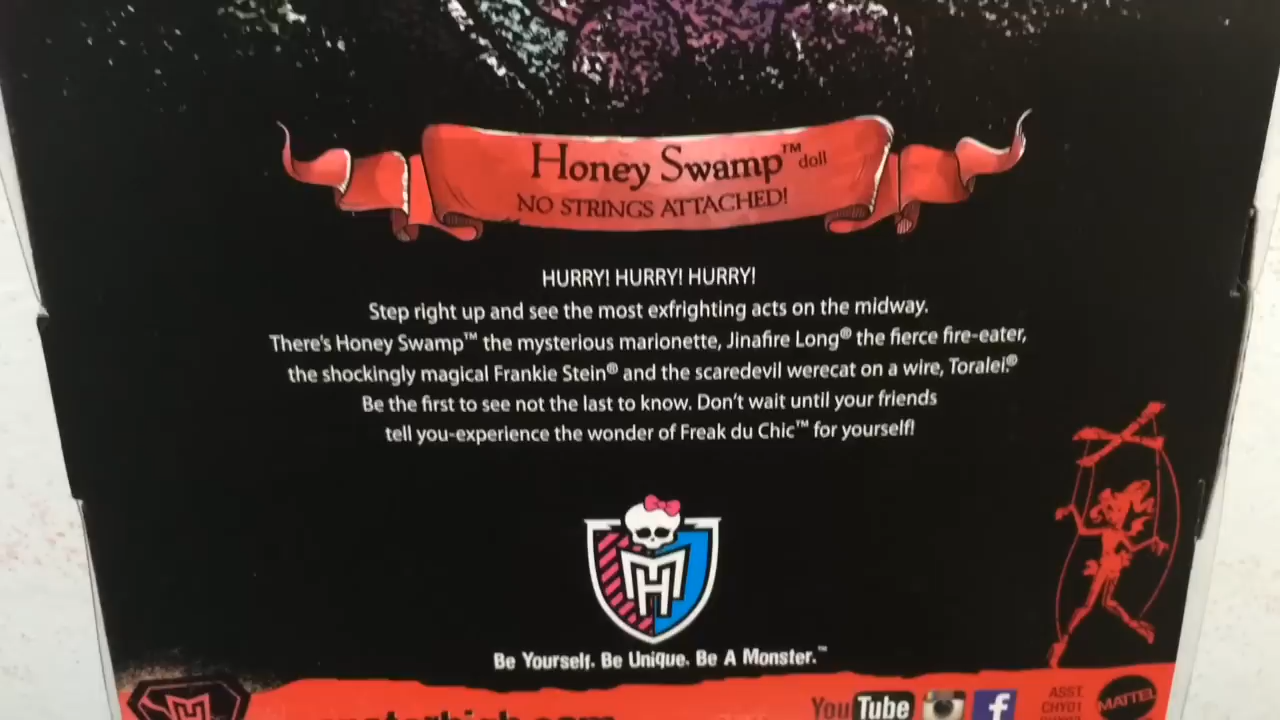 Honey Swamp™ doll
NO STRINGS ATTACHED!
HURRY! HURRY! HURRY!
Step right up and see the most exfrighting acts on the midway.
There's Honey Swamp™ the mysterious marionette, Jinafire Long® the fierce fire-eater,
the shockingly magical Frankie Stein® and the scaredevil werecat on a wire, Toralei.®
Be the first to see not the last to know. Don't wait until your friends
tell you-experience the wonder of Freak du Chic™ for yourself!
MH
Be Yourself. Be Unique. Be A Monster.™
M
YouTube
f
ASST.
CHY01
MATTEL